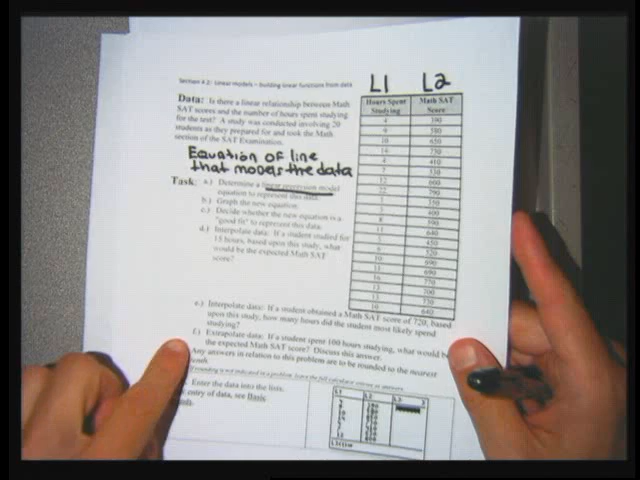 Section 4.2: Linear models – building linear functions from data
L1 L2
Data: Is there a linear relationship between Math
SAT scores and the number of hours spent studying
for the test? A study was conducted involving 20
students as they prepared for and took the Math
section of the SAT Examination.
Equation of line
that models the data
Task: a.) Determine a linear regression model
equation to represent this data.
b.) Graph the new equation.
c.) Decide whether the new equation is a
"good fit" to represent this data.
d.) Interpolate data: If a student studied for
15 hours, based upon this study, what
would be the expected Math SAT
score?
Hours Spent Studying Math SAT Score
4 390
9 580
10 650
14 730
4 410
7 530
12 600
22 790
1 350
3 400
8 590
11 640
5 450
6 520
10 690
11 690
16 770
13 700
13 730
10 640
e.) Interpolate data: If a student obtained a Math SAT score of 720, based
upon this study, how many hours did the student most likely spend
studying?
f.) Extrapolate data: If a student spent 100 hours studying, what would be
the expected Math SAT score? Discuss this answer.
Any answers in relation to this problem are to be rounded to the nearest
Enter the data into the lists.
entry of data, see Basic
L1 L2 L3